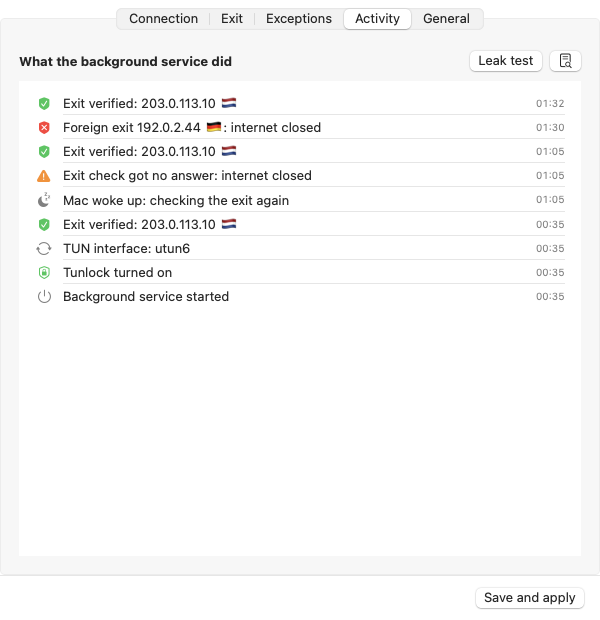 Connection Exit Exceptions Activity General
What the background service did Leak test
Exit verified: 203.0.113.10 🇳🇱 01:32
Foreign exit 192.0.2.44 🇩🇪: internet closed 01:30
Exit verified: 203.0.113.10 🇳🇱 01:05
Exit check got no answer: internet closed 01:05
Mac woke up: checking the exit again 01:05
Exit verified: 203.0.113.10 🇳🇱 00:35
TUN interface: utun6 00:35
Tunlock turned on 00:35
Background service started 00:35
Save and apply